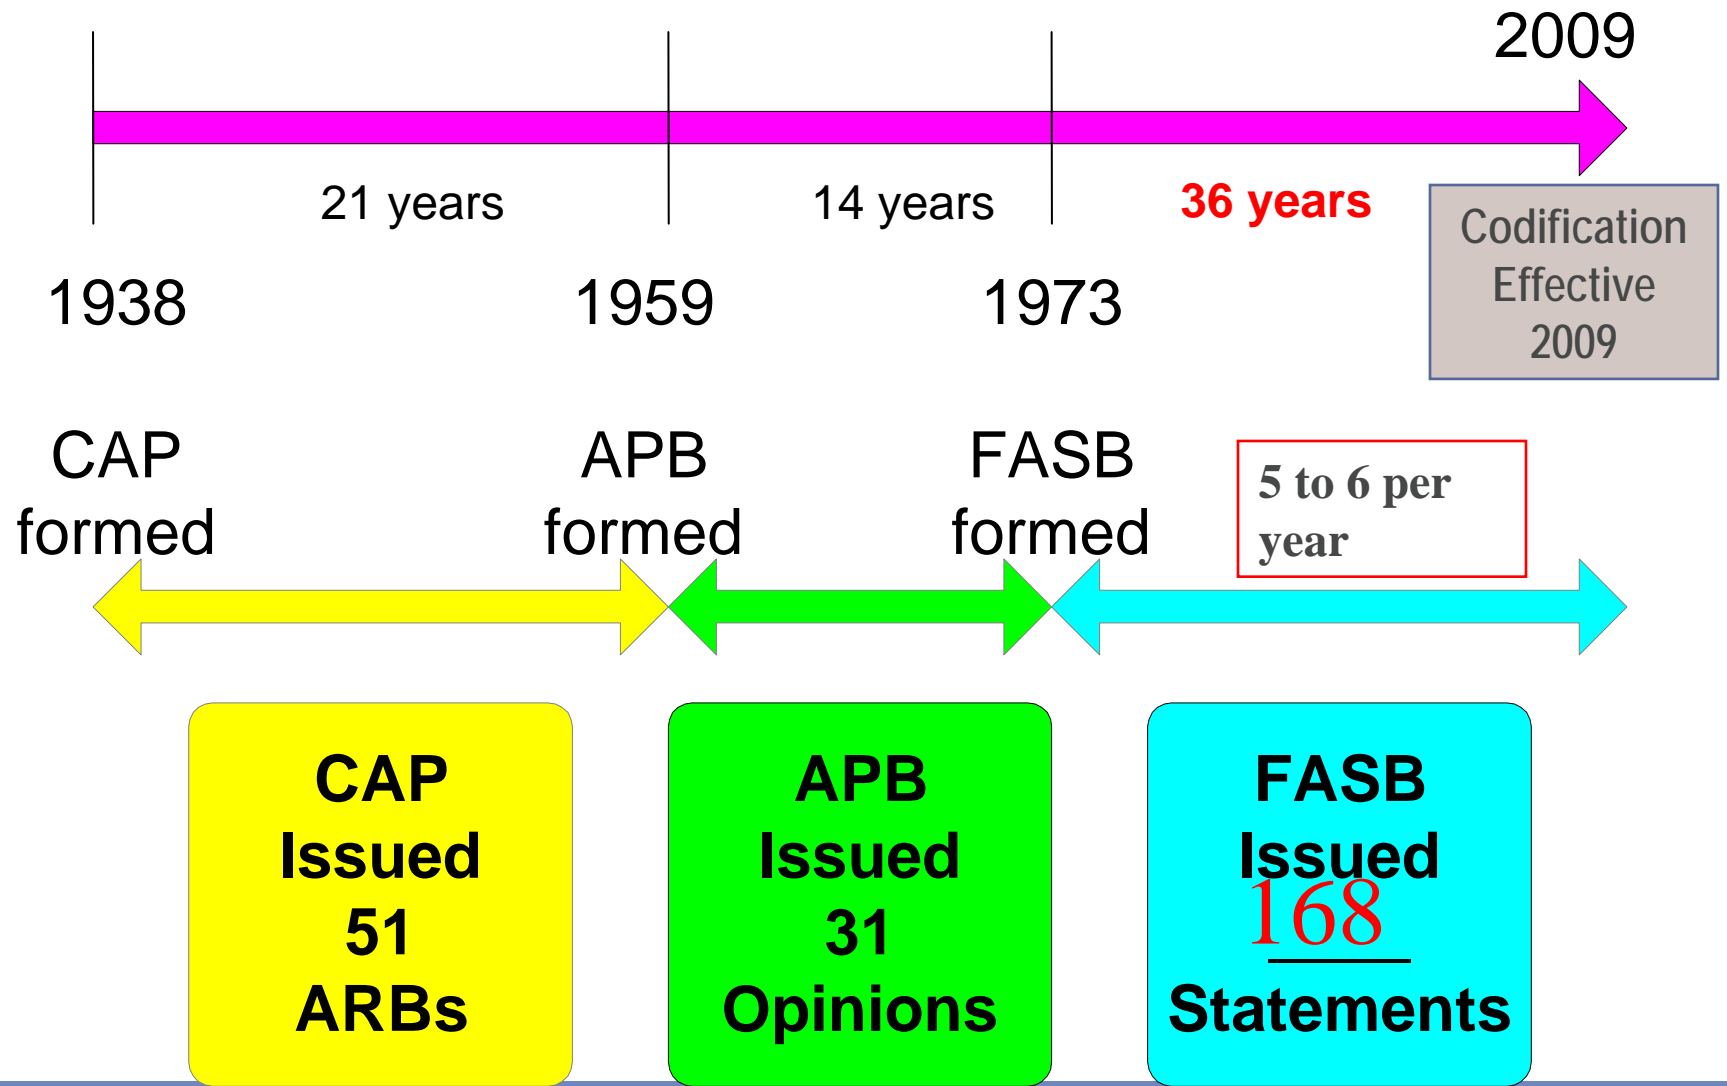 2009
21 years
14 years
36 years
Codification
Effective
2009
1938
1959
1973
CAP
formed
APB
formed
FASB
formed
5 to 6 per
year
CAP
Issued
51
ARBs
APB
Issued
31
Opinions
FASB
Issued
168
Statements